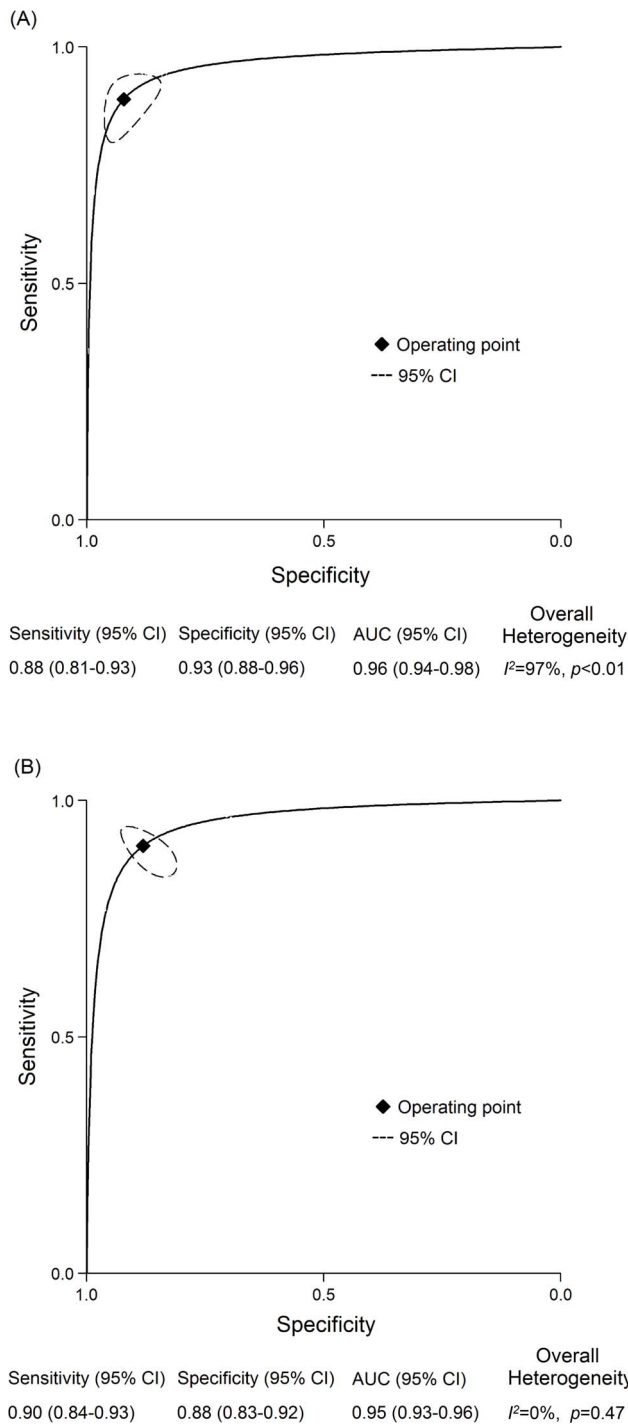 (A)
1.0
Sensitivity
0.5
◆ Operating point
--- 95% CI
0.0
1.0 0.5 0.0
Specificity
Overall
Sensitivity (95% CI) Specificity (95% CI) AUC (95% CI) Heterogeneity
0.88 (0.81-0.93) 0.93 (0.88-0.96) 0.96 (0.94-0.98) I²=97%, p<0.01
(B)
1.0
Sensitivity
0.5
◆ Operating point
--- 95% CI
0.0
1.0 0.5 0.0
Specificity
Overall
Sensitivity (95% CI) Specificity (95% CI) AUC (95% CI) Heterogeneity
0.90 (0.84-0.93) 0.88 (0.83-0.92) 0.95 (0.93-0.96) I²=0%, p=0.47